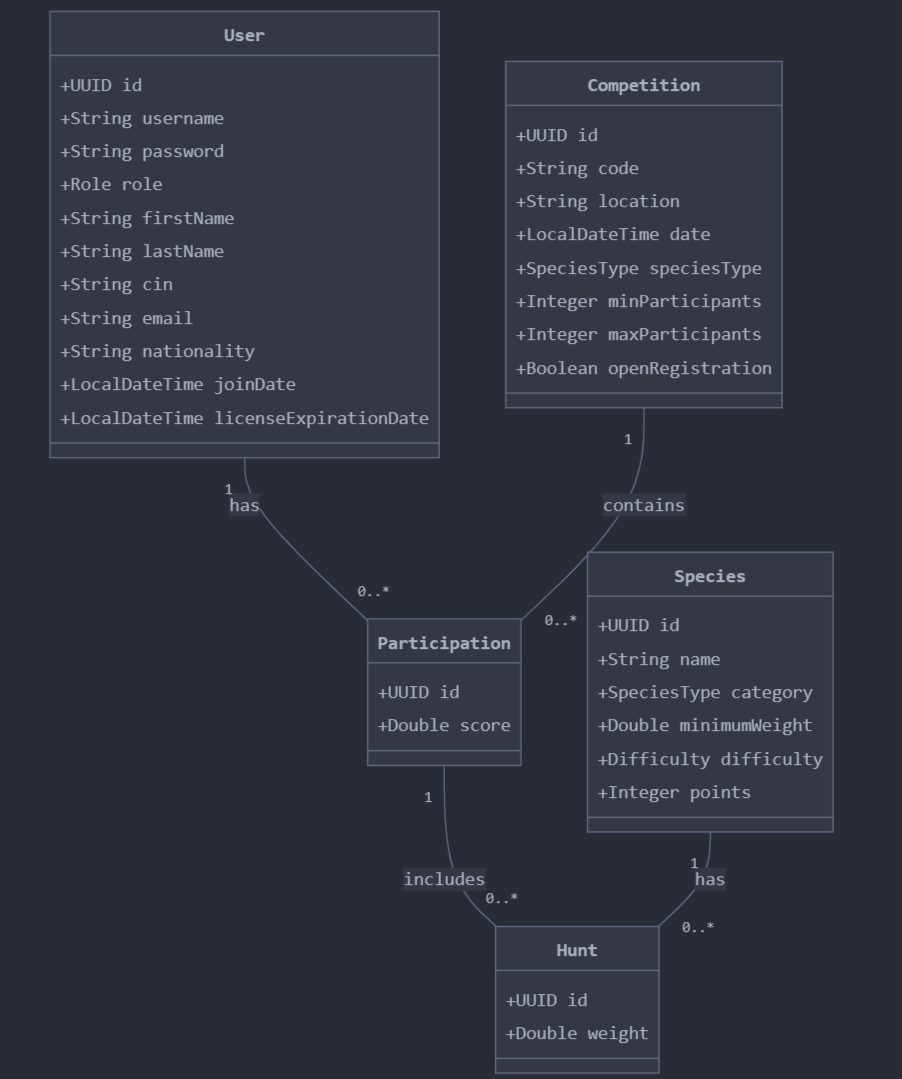 User
+UUID id
+String username
+String password
+Role role
+String firstName
+String lastName
+String cin
+String email
+String nationality
+LocalDateTime joinDate
+LocalDateTime licenseExpirationDate
Competition
+UUID id
+String code
+String location
+LocalDateTime date
+SpeciesType speciesType
+Integer minParticipants
+Integer maxParticipants
+Boolean openRegistration
1
has
0..*
1
contains
0..*
Participation
+UUID id
+Double score
Species
+UUID id
+String name
+SpeciesType category
+Double minimumWeight
+Difficulty difficulty
+Integer points
1
includes
0..*
1
has
0..*
Hunt
+UUID id
+Double weight